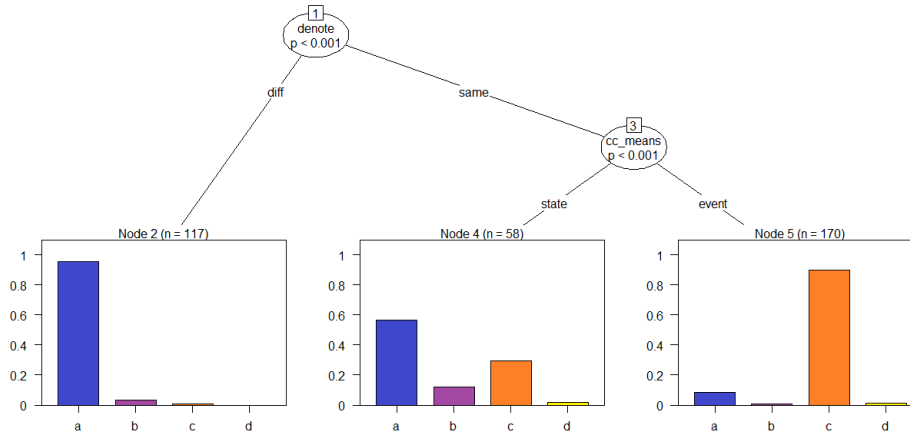 1
denote
p < 0.001
diff
same
3
cc_means
p < 0.001
state
event
Node 2 (n = 117)
1
0.8
0.6
0.4
0.2
0
a b c d
Node 4 (n = 58)
1
0.8
0.6
0.4
0.2
0
a b c d
Node 5 (n = 170)
1
0.8
0.6
0.4
0.2
0
a b c d